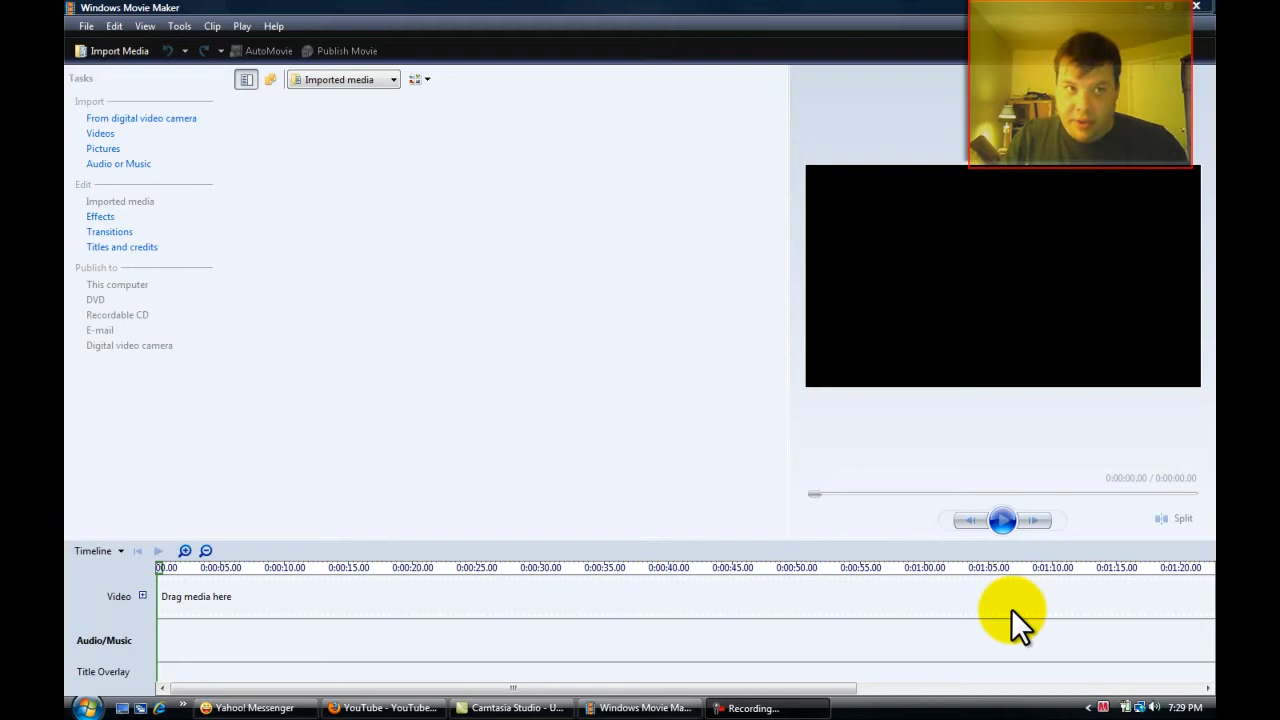 Windows Movie Maker
File Edit View Tools Clip Play Help
Import Media AutoMovie Publish Movie
Tasks
Imported media
Import
From digital video camera
Videos
Pictures
Audio or Music
Edit
Imported media
Effects
Transitions
Titles and credits
Publish to
This computer
DVD
Recordable CD
E-mail
Digital video camera
0:00:00.00 / 0:00:00.00
Split
Timeline
00.00 0:00:05.00 0:00:10.00 0:00:15.00 0:00:20.00 0:00:25.00 0:00:30.00 0:00:35.00 0:00:40.00 0:00:45.00 0:00:50.00 0:00:55.00 0:01:00.00 0:01:05.00 0:01:10.00 0:01:15.00 0:01:20.00
Video Drag media here
Audio/Music
Title Overlay
Yahoo! Messenger YouTube - YouTube... Camtasia Studio - U... Windows Movie Ma... Recording... 7:29 PM